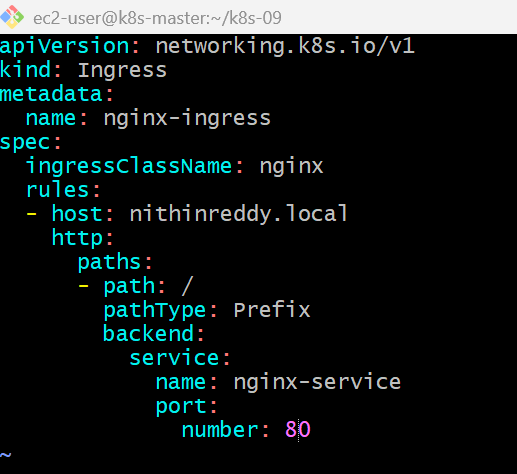 ec2-user@k8s-master:~/k8s-09
apiVersion: networking.k8s.io/v1
kind: Ingress
metadata:
  name: nginx-ingress
spec:
  ingressClassName: nginx
  rules:
  - host: nithinreddy.local
    http:
      paths:
      - path: /
        pathType: Prefix
        backend:
          service:
            name: nginx-service
            port:
              number: 80
~